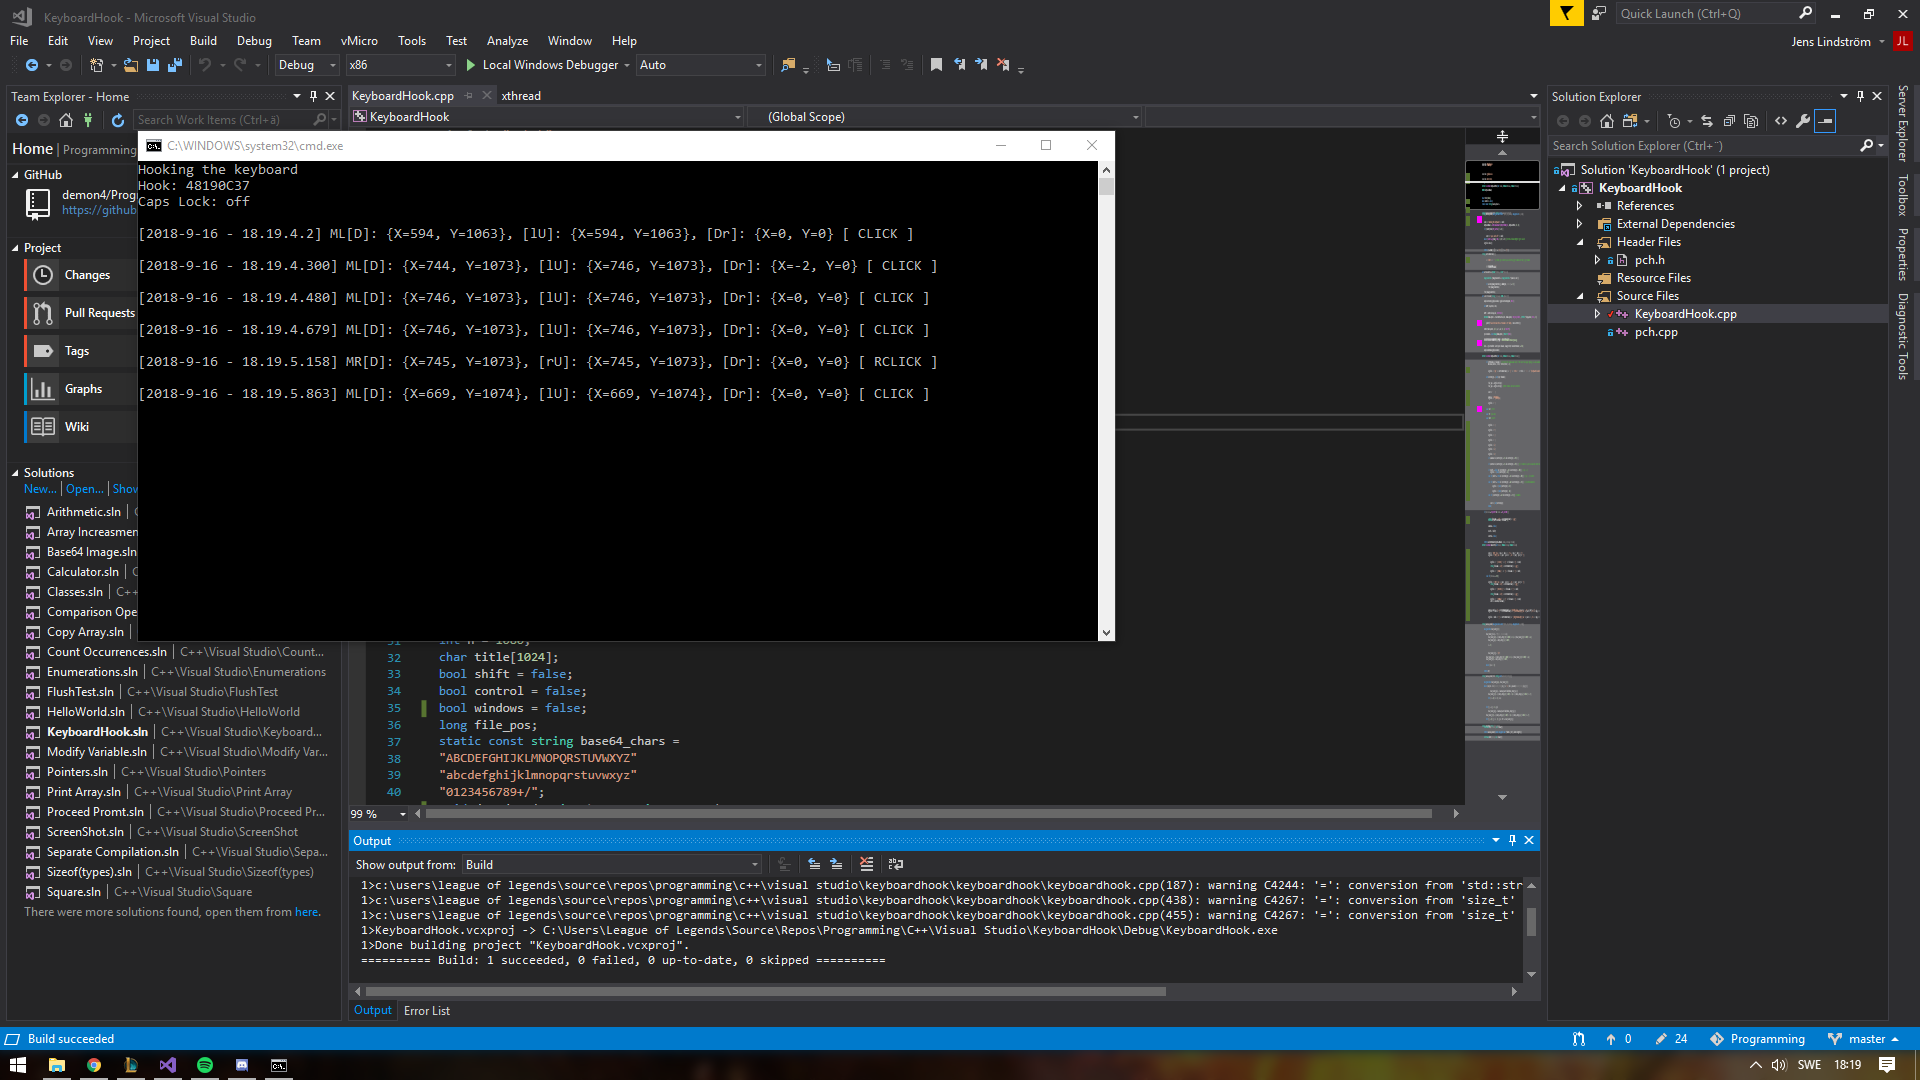 KeyboardHook - Microsoft Visual Studio
Quick Launch (Ctrl+Q)
File Edit View Project Build Debug Team vMicro Tools Test Analyze Window Help
Jens Lindström JL
Debug x86 Local Windows Debugger Auto
Team Explorer - Home
Search Work Items (Ctrl+ä)
Home | Programming
GitHub
demon4/Prog
https://github
Project
Changes
Pull Requests
Tags
Graphs
Wiki
Solutions
New... | Open... | Show
Arithmetic.sln
Array Increasmen
Base64 Image.sln
Calculator.sln
Classes.sln | C++
Comparison Ope
Copy Array.sln
Count Occurrences.sln | C++\Visual Studio\Count...
Enumerations.sln | C++\Visual Studio\Enumerations
FlushTest.sln | C++\Visual Studio\FlushTest
HelloWorld.sln | C++\Visual Studio\HelloWorld
KeyboardHook.sln | C++\Visual Studio\Keyboard...
Modify Variable.sln | C++\Visual Studio\Modify Var...
Pointers.sln | C++\Visual Studio\Pointers
Print Array.sln | C++\Visual Studio\Print Array
Proceed Promt.sln | C++\Visual Studio\Proceed Pr...
ScreenShot.sln | C++\Visual Studio\ScreenShot
Separate Compilation.sln | C++\Visual Studio\Sepa...
Sizeof(types).sln | C++\Visual Studio\Sizeof(types)
Square.sln | C++\Visual Studio\Square
There were more solutions found, open them from here.
KeyboardHook.cpp xthread
KeyboardHook (Global Scope)
C:\WINDOWS\system32\cmd.exe
Hooking the keyboard
Hook: 48190C37
Caps Lock: off
[2018-9-16 - 18.19.4.2] ML[D]: {X=594, Y=1063}, [lU]: {X=594, Y=1063}, [Dr]: {X=0, Y=0} [ CLICK ]
[2018-9-16 - 18.19.4.300] ML[D]: {X=744, Y=1073}, [lU]: {X=746, Y=1073}, [Dr]: {X=-2, Y=0} [ CLICK ]
[2018-9-16 - 18.19.4.480] ML[D]: {X=746, Y=1073}, [lU]: {X=746, Y=1073}, [Dr]: {X=0, Y=0} [ CLICK ]
[2018-9-16 - 18.19.4.679] ML[D]: {X=746, Y=1073}, [lU]: {X=746, Y=1073}, [Dr]: {X=0, Y=0} [ CLICK ]
[2018-9-16 - 18.19.5.158] MR[D]: {X=745, Y=1073}, [rU]: {X=745, Y=1073}, [Dr]: {X=0, Y=0} [ RCLICK ]
[2018-9-16 - 18.19.5.863] ML[D]: {X=669, Y=1074}, [lU]: {X=669, Y=1074}, [Dr]: {X=0, Y=0} [ CLICK ]
32 char title[1024];
33 bool shift = false;
34 bool control = false;
35 bool windows = false;
36 long file_pos;
37 static const string base64_chars =
38 "ABCDEFGHIJKLMNOPQRSTUVWXYZ"
39 "abcdefghijklmnopqrstuvwxyz"
40 "0123456789+/";
99 %
Output
Show output from: Build
1>c:\users\league of legends\source\repos\programming\c++\visual studio\keyboardhook\keyboardhook\keyboardhook.cpp(187): warning C4244: '=': conversion from 'std::str
1>c:\users\league of legends\source\repos\programming\c++\visual studio\keyboardhook\keyboardhook\keyboardhook.cpp(438): warning C4267: '=': conversion from 'size_t'
1>c:\users\league of legends\source\repos\programming\c++\visual studio\keyboardhook\keyboardhook\keyboardhook.cpp(455): warning C4267: '=': conversion from 'size_t'
1>KeyboardHook.vcxproj -> C:\Users\League of Legends\Source\Repos\Programming\C++\Visual Studio\KeyboardHook\Debug\KeyboardHook.exe
1>Done building project "KeyboardHook.vcxproj".
========== Build: 1 succeeded, 0 failed, 0 up-to-date, 0 skipped ==========
Output Error List
Solution Explorer
Search Solution Explorer (Ctrl+¨)
Solution 'KeyboardHook' (1 project)
KeyboardHook
References
External Dependencies
Header Files
pch.h
Resource Files
Source Files
KeyboardHook.cpp
pch.cpp
Server Explorer
Toolbox
Properties
Diagnostic Tools
Build succeeded
0 24 Programming master
SWE 18:19